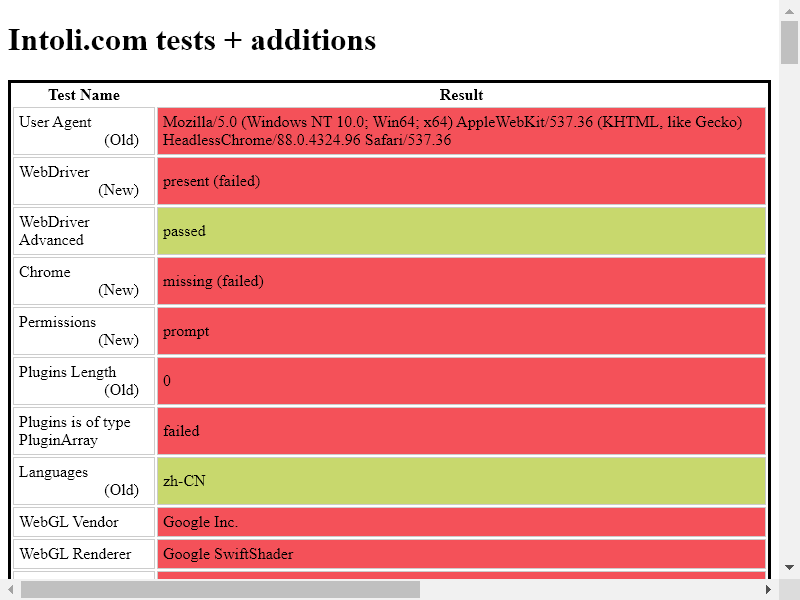 Intoli.com tests + additions
Test Name Result
User Agent
(Old)
Mozilla/5.0 (Windows NT 10.0; Win64; x64) AppleWebKit/537.36 (KHTML, like Gecko)
HeadlessChrome/88.0.4324.96 Safari/537.36
WebDriver
(New)
present (failed)
WebDriver
Advanced
passed
Chrome
(New)
missing (failed)
Permissions
(New)
prompt
Plugins Length
(Old)
0
Plugins is of type
PluginArray
failed
Languages
(Old)
zh-CN
WebGL Vendor Google Inc.
WebGL Renderer Google SwiftShader